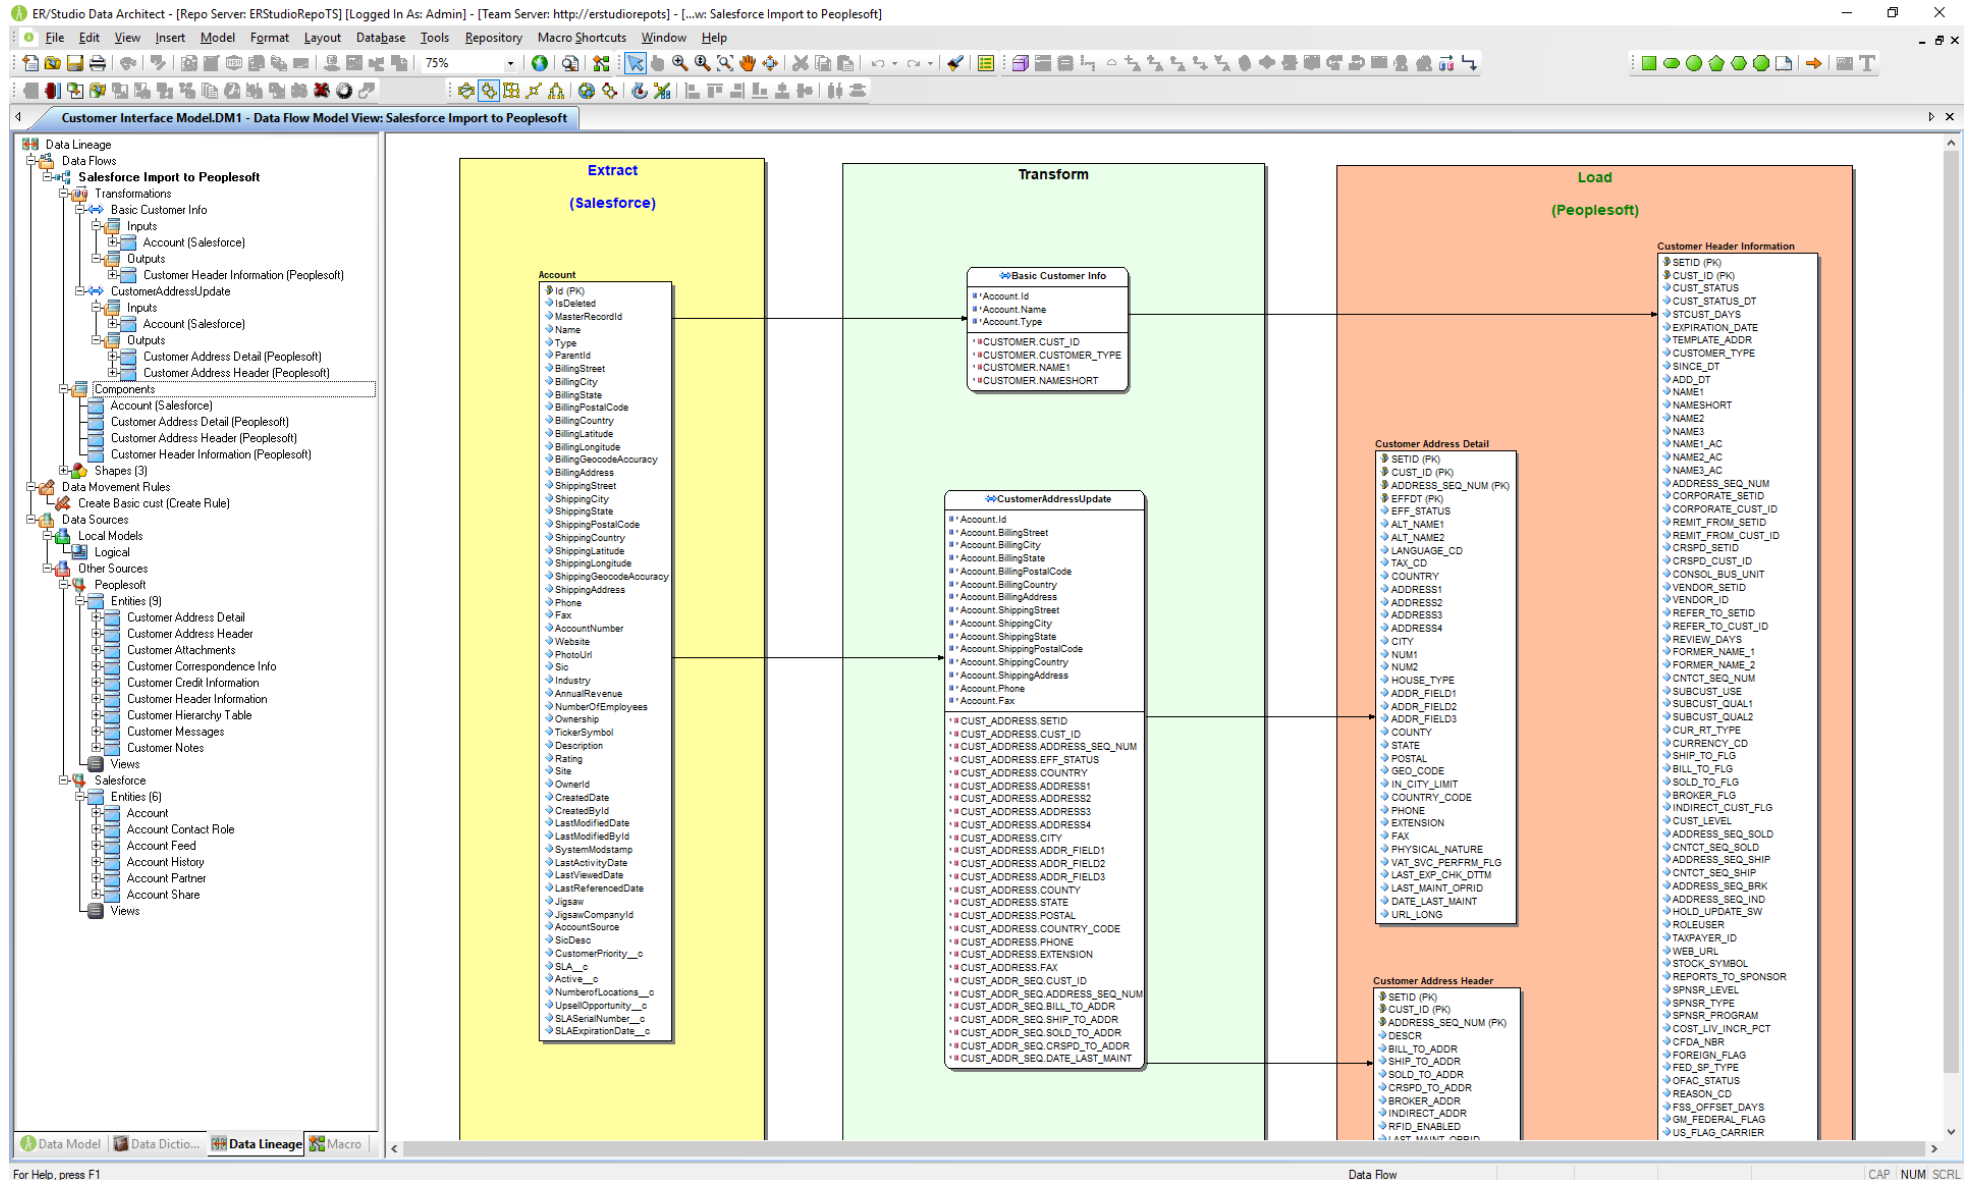 ER/Studio Data Architect - [Repo Server: ERStudioRepoTS] [Logged In As: Admin] - [Team Server: http://erstudiorepots] - [...w: Salesforce Import to Peoplesoft]
File Edit View Insert Model Format Layout Database Tools Repository Macro Shortcuts Window Help
75%
Customer Interface Model.DM1 - Data Flow Model View: Salesforce Import to Peoplesoft
Data Lineage
Data Flows
Salesforce Import to Peoplesoft
Transformations
Basic Customer Info
Inputs
Account (Salesforce)
Outputs
Customer Header Information (Peoplesoft)
CustomerAddressUpdate
Inputs
Account (Salesforce)
Outputs
Customer Address Detail (Peoplesoft)
Customer Address Header (Peoplesoft)
Components
Account (Salesforce)
Customer Address Detail (Peoplesoft)
Customer Address Header (Peoplesoft)
Customer Header Information (Peoplesoft)
Shapes (3)
Data Movement Rules
Create Basic cust (Create Rule)
Data Sources
Local Models
Logical
Other Sources
Peoplesoft
Entities (9)
Customer Address Detail
Customer Address Header
Customer Attachments
Customer Correspondence Info
Customer Credit Information
Customer Header Information
Customer Hierarchy Table
Customer Messages
Customer Notes
Views
Salesforce
Entities (6)
Account
Account Contact Role
Account Feed
Account History
Account Partner
Account Share
Views
Data Model Data Dictio... Data Lineage Macro
Extract
(Salesforce)
Account
Id (PK)
IsDeleted
MasterRecordId
Name
Type
ParentId
BillingStreet
BillingCity
BillingState
BillingPostalCode
BillingCountry
BillingLatitude
BillingLongitude
BillingGeocodeAccuracy
BillingAddress
ShippingStreet
ShippingCity
ShippingState
ShippingPostalCode
ShippingCountry
ShippingLatitude
ShippingLongitude
ShippingGeocodeAccuracy
ShippingAddress
Phone
Fax
AccountNumber
Website
PhotoUrl
Sic
Industry
AnnualRevenue
NumberOfEmployees
Ownership
TickerSymbol
Description
Rating
Site
OwnerId
CreatedDate
CreatedById
LastModifiedDate
LastModifiedById
SystemModstamp
LastActivityDate
LastViewedDate
LastReferencedDate
Jigsaw
JigsawCompanyId
AccountSource
SicDesc
CustomerPriority__c
SLA__c
Active__c
NumberofLocations__c
UpsellOpportunity__c
SLASerialNumber__c
SLAExpirationDate__c
Transform
Basic Customer Info
Account.Id
Account.Name
Account.Type
CUSTOMER.CUST_ID
CUSTOMER.CUSTOMER_TYPE
CUSTOMER.NAME1
CUSTOMER.NAMESHORT
CustomerAddressUpdate
Account.Id
Account.BillingStreet
Account.BillingCity
Account.BillingState
Account.BillingPostalCode
Account.BillingCountry
Account.BillingAddress
Account.ShippingStreet
Account.ShippingCity
Account.ShippingState
Account.ShippingPostalCode
Account.ShippingCountry
Account.ShippingAddress
Account.Phone
Account.Fax
CUST_ADDRESS.SETID
CUST_ADDRESS.CUST_ID
CUST_ADDRESS.ADDRESS_SEQ_NUM
CUST_ADDRESS.EFF_STATUS
CUST_ADDRESS.COUNTRY
CUST_ADDRESS.ADDRESS1
CUST_ADDRESS.ADDRESS2
CUST_ADDRESS.ADDRESS3
CUST_ADDRESS.ADDRESS4
CUST_ADDRESS.CITY
CUST_ADDRESS.ADDR_FIELD1
CUST_ADDRESS.ADDR_FIELD2
CUST_ADDRESS.ADDR_FIELD3
CUST_ADDRESS.COUNTY
CUST_ADDRESS.STATE
CUST_ADDRESS.POSTAL
CUST_ADDRESS.COUNTRY_CODE
CUST_ADDRESS.PHONE
CUST_ADDRESS.EXTENSION
CUST_ADDRESS.FAX
CUST_ADDR_SEQ.CUST_ID
CUST_ADDR_SEQ.ADDRESS_SEQ_NUM
CUST_ADDR_SEQ.BILL_TO_ADDR
CUST_ADDR_SEQ.SHIP_TO_ADDR
CUST_ADDR_SEQ.SOLD_TO_ADDR
CUST_ADDR_SEQ.CRSPD_TO_ADDR
CUST_ADDR_SEQ.DATE_LAST_MAINT
Load
(Peoplesoft)
Customer Address Detail
SETID (PK)
CUST_ID (PK)
ADDRESS_SEQ_NUM (PK)
EFFDT (PK)
EFF_STATUS
ALT_NAME1
ALT_NAME2
LANGUAGE_CD
TAX_CD
COUNTRY
ADDRESS1
ADDRESS2
ADDRESS3
ADDRESS4
CITY
NUM1
NUM2
HOUSE_TYPE
ADDR_FIELD1
ADDR_FIELD2
ADDR_FIELD3
COUNTY
STATE
POSTAL
GEO_CODE
IN_CITY_LIMIT
COUNTRY_CODE
PHONE
EXTENSION
FAX
PHYSICAL_NATURE
VAT_SVC_PERFRM_FLG
LAST_EXP_CHK_DTTM
LAST_MAINT_OPRID
DATE_LAST_MAINT
URL_LONG
Customer Address Header
SETID (PK)
CUST_ID (PK)
ADDRESS_SEQ_NUM (PK)
DESCR
BILL_TO_ADDR
SHIP_TO_ADDR
SOLD_TO_ADDR
CRSPD_TO_ADDR
BROKER_ADDR
INDIRECT_ADDR
RFID_ENABLED
LAST_MAINT_OPRID
Customer Header Information
SETID (PK)
CUST_ID (PK)
CUST_STATUS
CUST_STATUS_DT
STCUST_DAYS
EXPIRATION_DATE
TEMPLATE_ADDR
CUSTOMER_TYPE
SINCE_DT
ADD_DT
NAME1
NAMESHORT
NAME2
NAME3
NAME1_AC
NAME2_AC
NAME3_AC
ADDRESS_SEQ_NUM
CORPORATE_SETID
CORPORATE_CUST_ID
REMIT_FROM_SETID
REMIT_FROM_CUST_ID
CRSPD_SETID
CRSPD_CUST_ID
CONSOL_BUS_UNIT
VENDOR_SETID
VENDOR_ID
REFER_TO_SETID
REFER_TO_CUST_ID
REVIEW_DAYS
FORMER_NAME_1
FORMER_NAME_2
CNTCT_SEQ_NUM
SUBCUST_USE
SUBCUST_QUAL1
SUBCUST_QUAL2
CUR_RT_TYPE
CURRENCY_CD
SHIP_TO_FLG
BILL_TO_FLG
SOLD_TO_FLG
BROKER_FLG
INDIRECT_CUST_FLG
CUST_LEVEL
ADDRESS_SEQ_SOLD
CNTCT_SEQ_SOLD
ADDRESS_SEQ_SHIP
CNTCT_SEQ_SHIP
ADDRESS_SEQ_BRK
ADDRESS_SEQ_IND
HOLD_UPDATE_SW
ROLEUSER
TAXPAYER_ID
WEB_URL
STOCK_SYMBOL
REPORTS_TO_SPONSOR
SPNSR_LEVEL
SPNSR_TYPE
SPNSR_PROGRAM
COST_LIV_INCR_PCT
CFDA_NBR
FOREIGN_FLAG
FED_SP_TYPE
OFAC_STATUS
REASON_CD
FSS_OFFSET_DAYS
GM_FEDERAL_FLAG
US_FLAG_CARRIER
For Help, press F1
Data Flow
CAP NUM SCRL